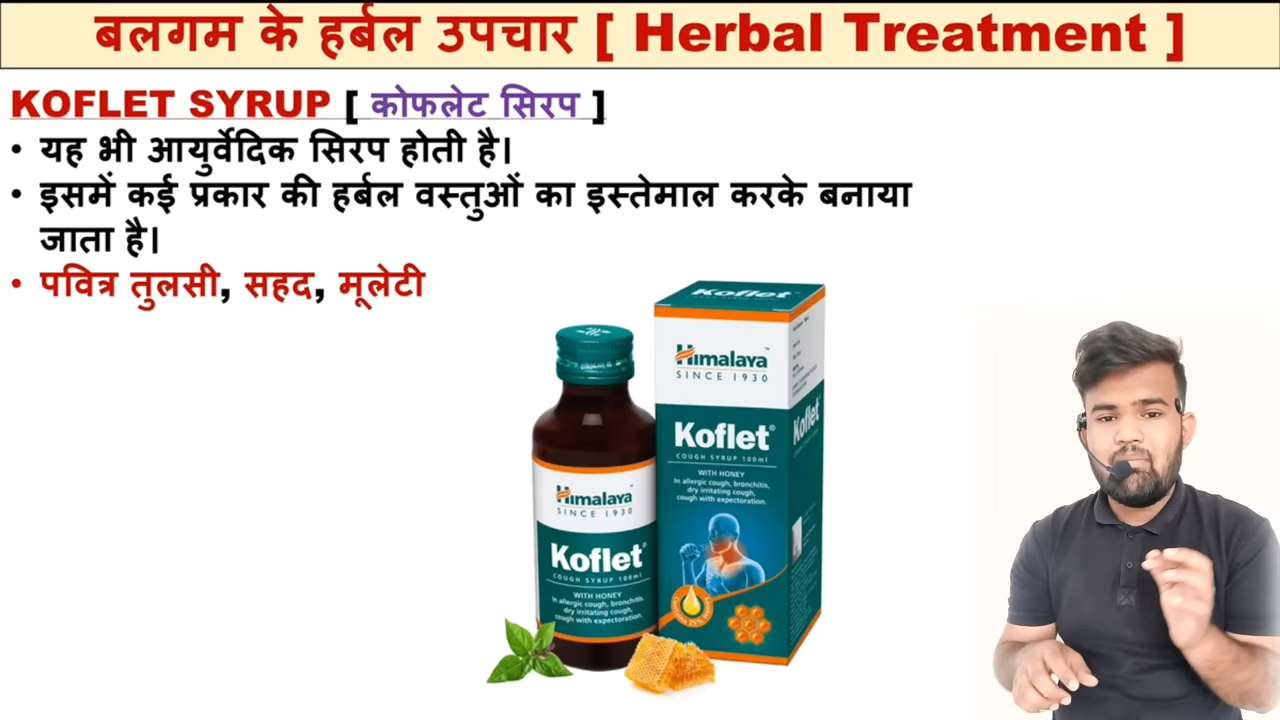 बलगम के हर्बल उपचार [ Herbal Treatment ]
KOFLET SYRUP [ कोफलेट सिरप ]
• यह भी आयुर्वेदिक सिरप होती है।
• इसमें कई प्रकार की हर्बल वस्तुओं का इस्तेमाल करके बनाया
जाता है।
• पवित्र तुलसी, सहद, मूलेटी
Koflet
Himalaya
SINCE 1930
Koflet®
COUGH SYRUP 100ml
WITH HONEY
In allergic cough, bronchitis,
dry irritating cough,
cough with expectoration.
Koflet
Himalaya
SINCE 1930
Koflet®
COUGH SYRUP 100ml
WITH HONEY
In allergic cough, bronchitis,
dry irritating cough,
cough with expectoration.